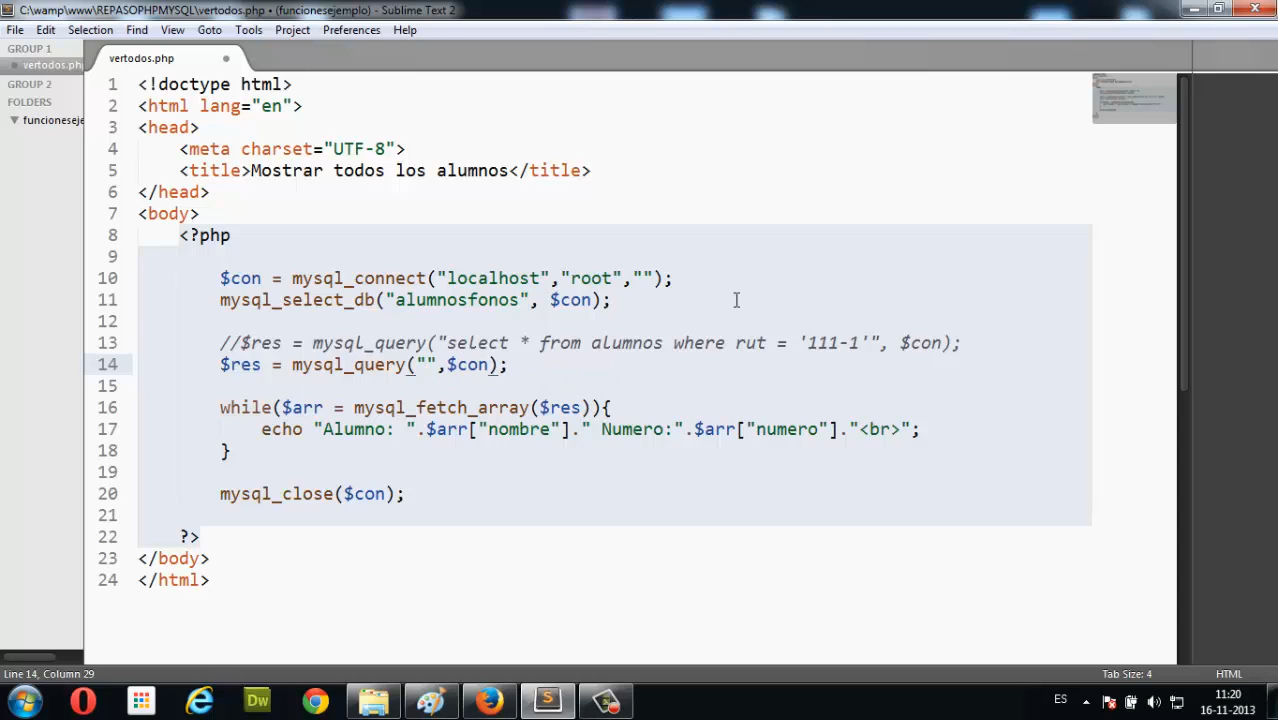 C:\wamp\www\REPASOPHPMYSQL\vertodos.php • (funcionesejemplo) - Sublime Text 2
File Edit Selection Find View Goto Tools Project Preferences Help
GROUP 1
vertodos.php
GROUP 2
FOLDERS
funcioneseje
vertodos.php
1 <!doctype html>
2 <html lang="en">
3 <head>
4 <meta charset="UTF-8">
5 <title>Mostrar todos los alumnos</title>
6 </head>
7 <body>
8 <?php
9
10 $con = mysql_connect("localhost","root","");
11 mysql_select_db("alumnosfonos", $con);
12
13 //$res = mysql_query("select * from alumnos where rut = '111-1'", $con);
14 $res = mysql_query("",$con);
15
16 while($arr = mysql_fetch_array($res)){
17 echo "Alumno: ".$arr["nombre"]." Numero:".$arr["numero"]."<br>";
18 }
19
20 mysql_close($con);
21
22 ?>
23 </body>
24 </html>
Line 14, Column 29
Tab Size: 4
HTML
Dw
S
ES
11:20
16-11-2013